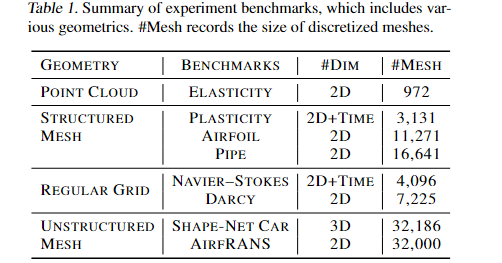 Table 1. Summary of experiment benchmarks, which includes var-
ious geometrics. #Mesh records the size of discretized meshes.
GEOMETRY BENCHMARKS #DIM #MESH
POINT CLOUD ELASTICITY 2D 972
STRUCTURED PLASTICITY 2D+TIME 3,131
MESH AIRFOIL 2D 11,271
PIPE 2D 16,641
REGULAR GRID NAVIER–STOKES 2D+TIME 4,096
DARCY 2D 7,225
UNSTRUCTURED SHAPE-NET CAR 3D 32,186
MESH AIRFRANS 2D 32,000